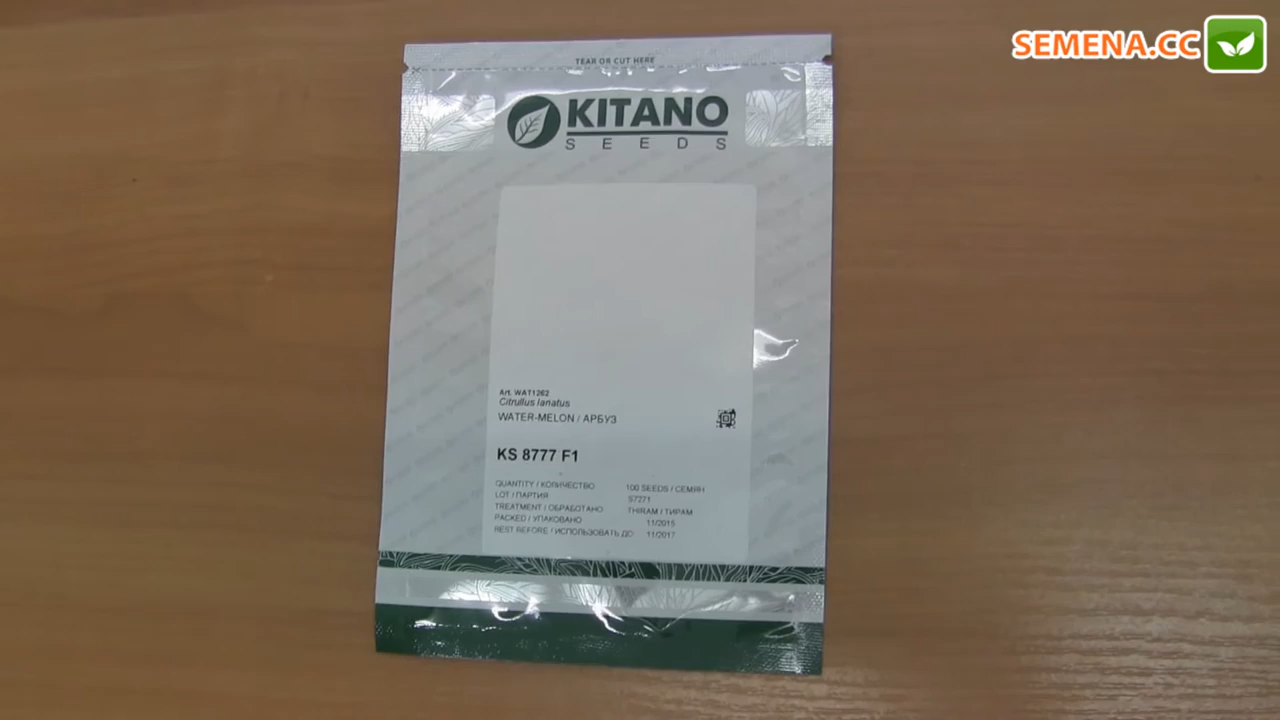 SEMENA.CC
TEAR OR CUT HERE
KITANO
SEEDS
Art. WAT1262
Citrullus lanatus
WATER-MELON / АРБУЗ
KS 8777 F1
QUANTITY / КОЛИЧЕСТВО 100 SEEDS / СЕМЯН
LOT / ПАРТИЯ 57271
TREATMENT / ОБРАБОТАНО THIRAM / ТИРАМ
PACKED / УПАКОВАНО 11/2015
BEST BEFORE / ИСПОЛЬЗОВАТЬ ДО 11/2017